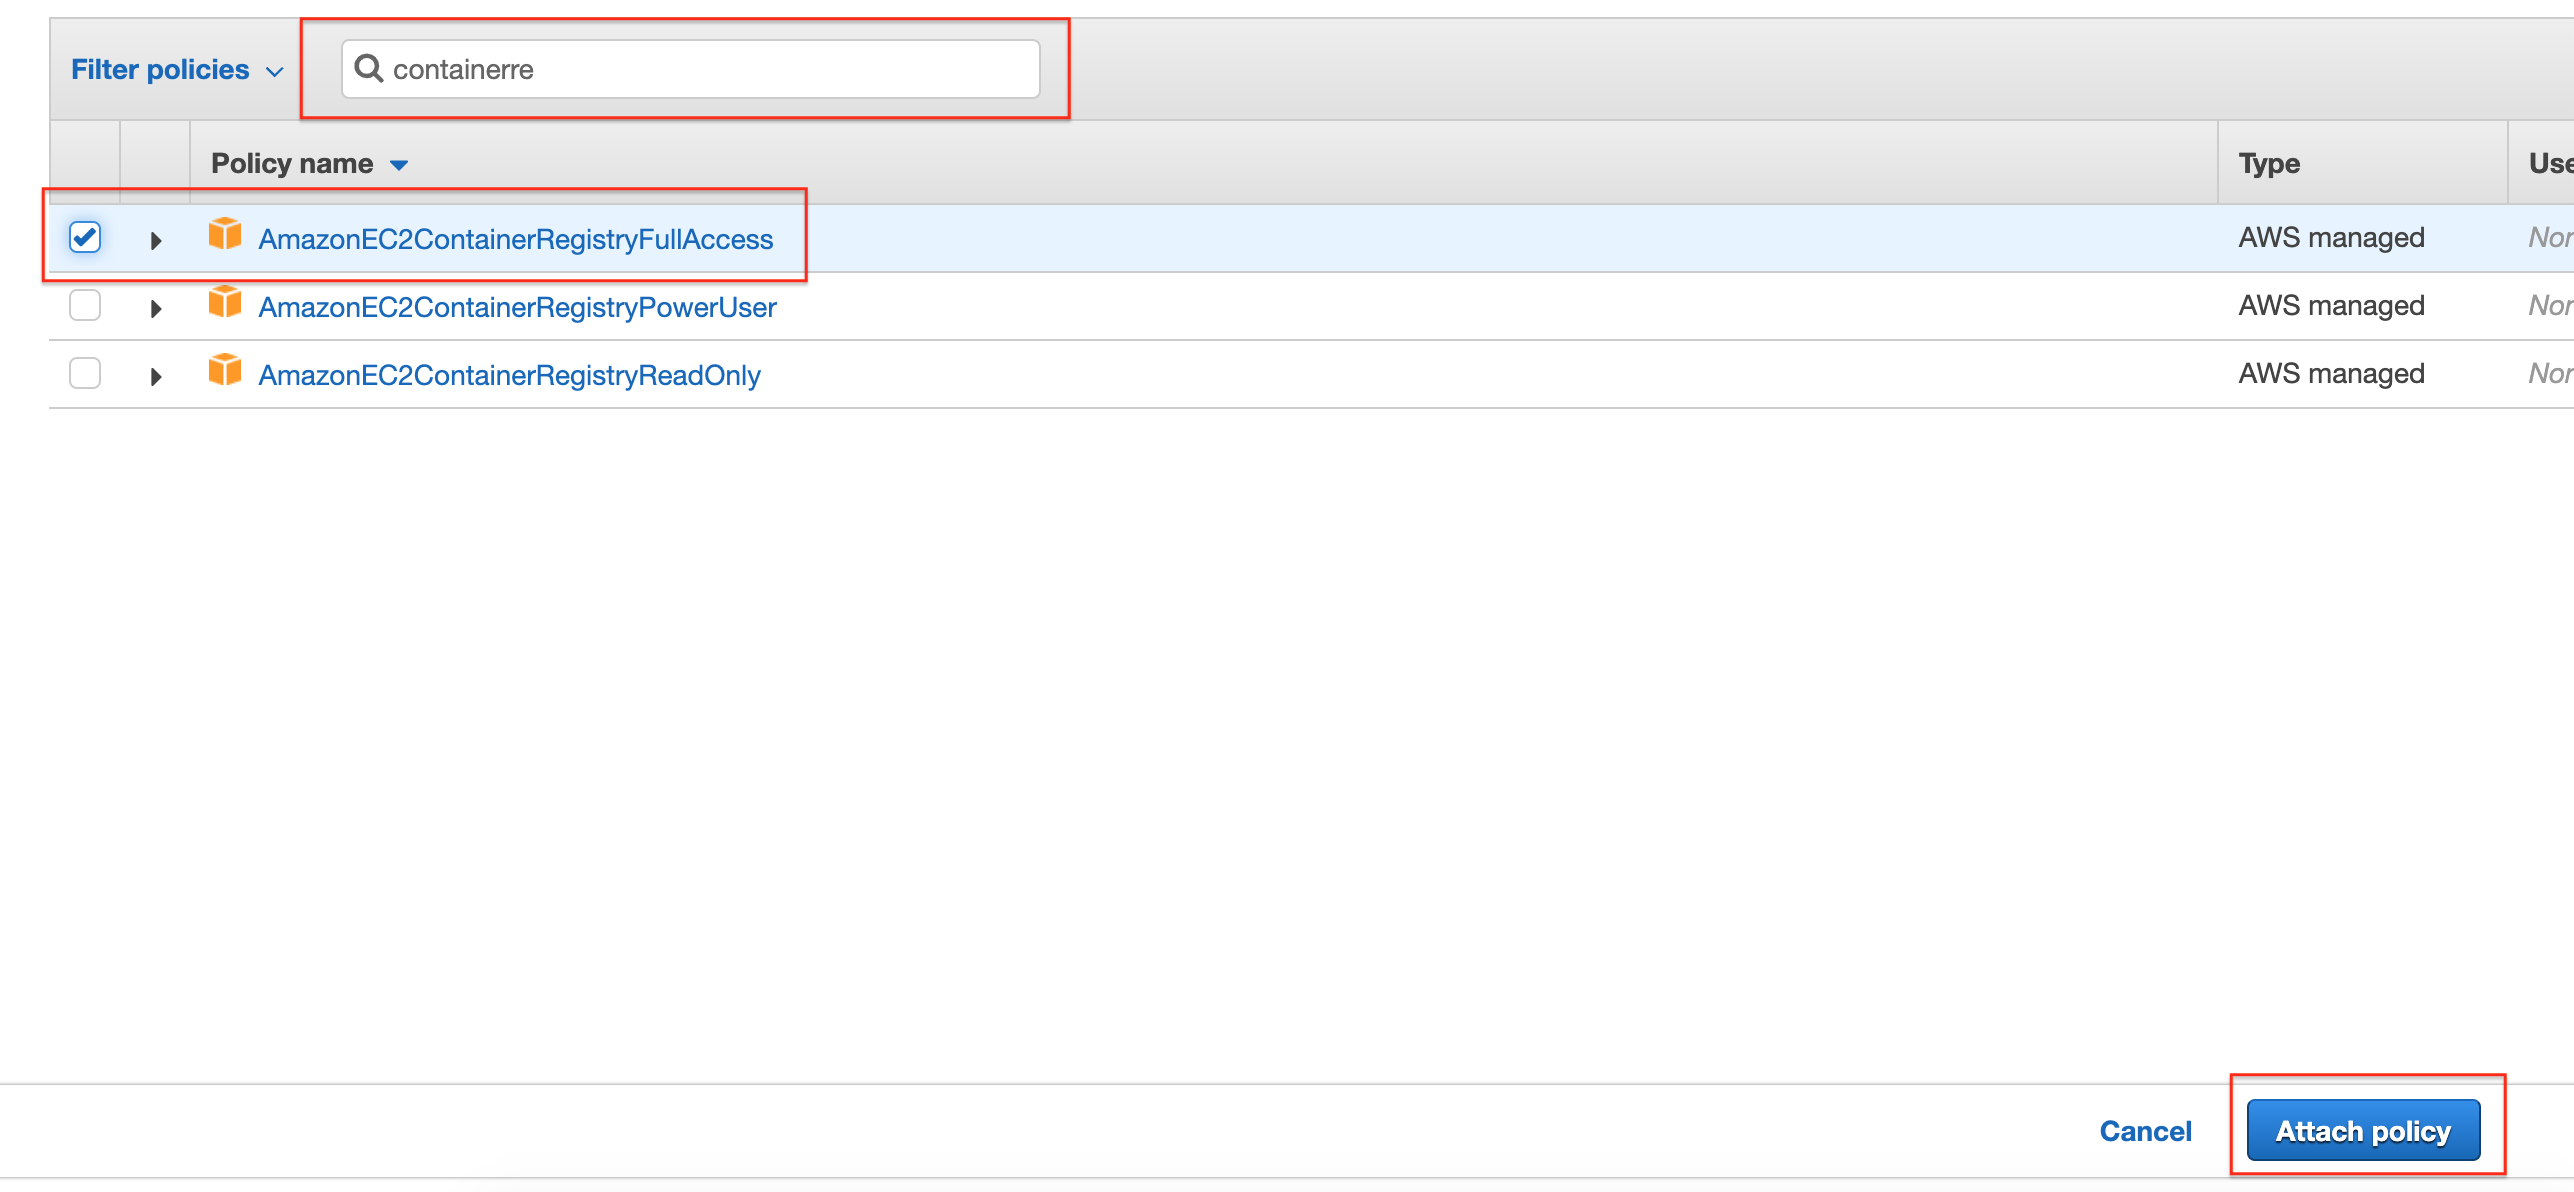 Filter policies containerre
Policy name Type Use
AmazonEC2ContainerRegistryFullAccess AWS managed Nor
AmazonEC2ContainerRegistryPowerUser AWS managed Nor
AmazonEC2ContainerRegistryReadOnly AWS managed Nor
Cancel Attach policy